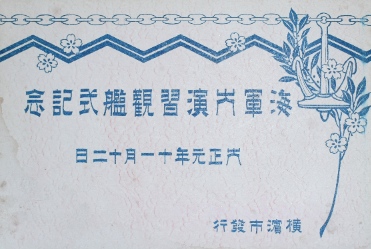 海軍大演習觀艦式記念
大正元年十一月十二日
横濱市發行